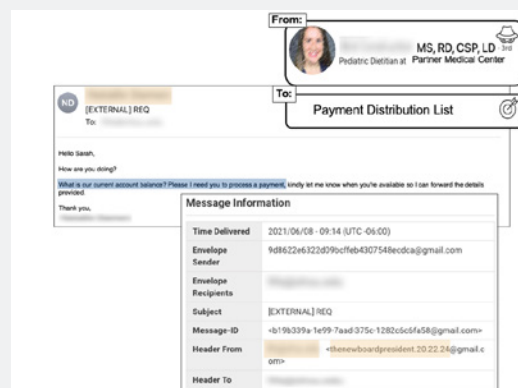 From:
MS, RD, CSP, LD · 3rd
Pediatric Dietitian at Partner Medical Center
To:
Payment Distribution List
ND
[EXTERNAL] REQ
To:
Hello Sarah,
How are you doing?
What is our current account balance? Please I need you to process a payment, kindly let me know when you're available so I can forward the details
provided.
Thank you,
Message Information
Time Delivered 2021/06/08 - 09:14 (UTC -06:00)
Envelope
Sender
9d8622e6322d09bcffeb4307548ecdca@gmail.com
Envelope
Recipients
Subject [EXTERNAL] REQ
Message-ID <b19b339a-1e99-7aad-375c-1282c6c6fa58@gmail.com>
Header From <thenewboardpresident.20.22.24@gmail.c
om>
Header To